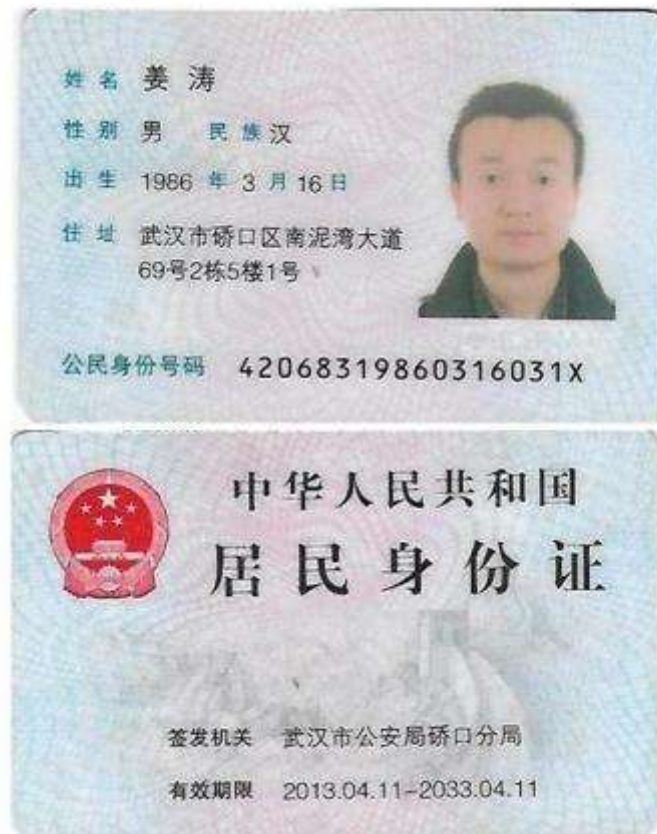 姓名 姜涛
性别 男 民族 汉
出生 1986 年 3 月 16 日
住址 武汉市硚口区南泥湾大道
69号2栋5楼1号
公民身份号码 42068319860316031X
中华人民共和国
居民身份证
签发机关 武汉市公安局硚口分局
有效期限 2013.04.11-2033.04.11